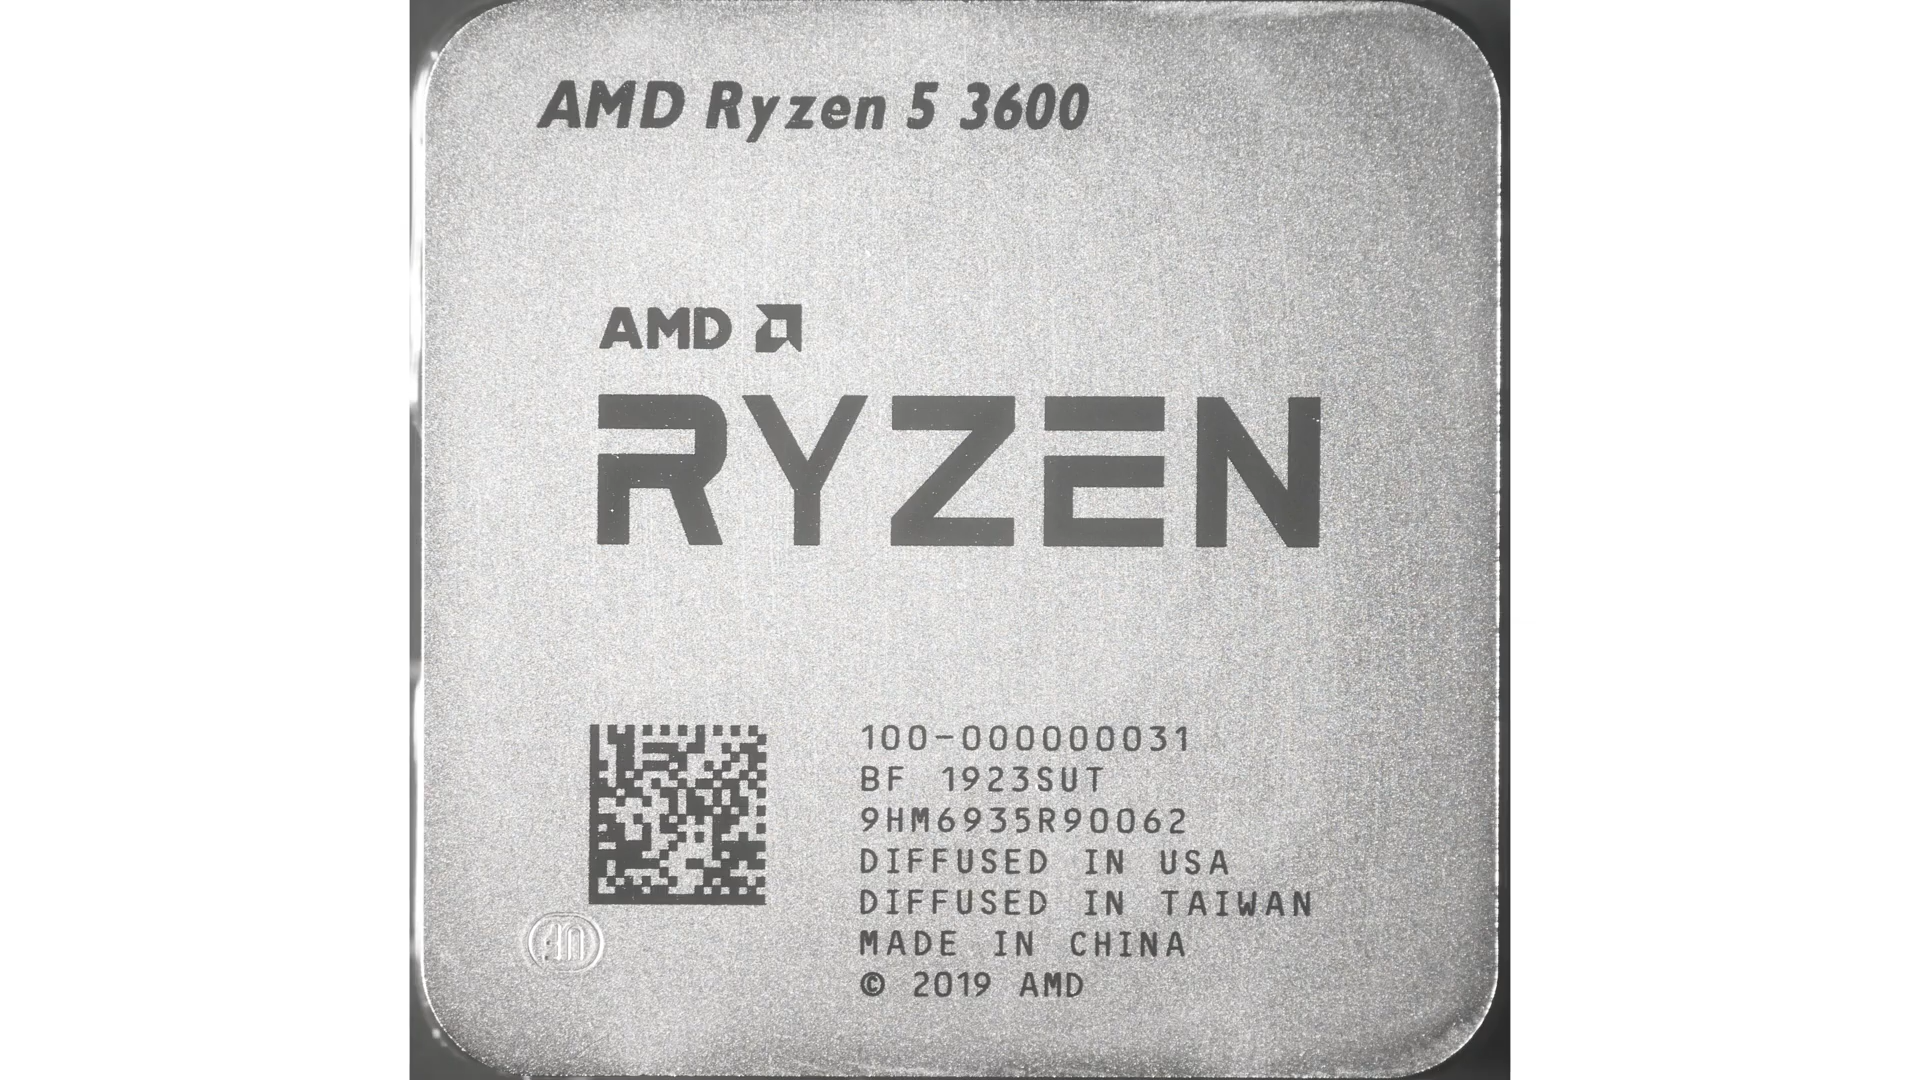 AMD Ryzen 5 3600
AMD
RYZEN
100-000000031
BF 1923SUT
9HM6935R90062
DIFFUSED IN USA
DIFFUSED IN TAIWAN
MADE IN CHINA
© 2019 AMD